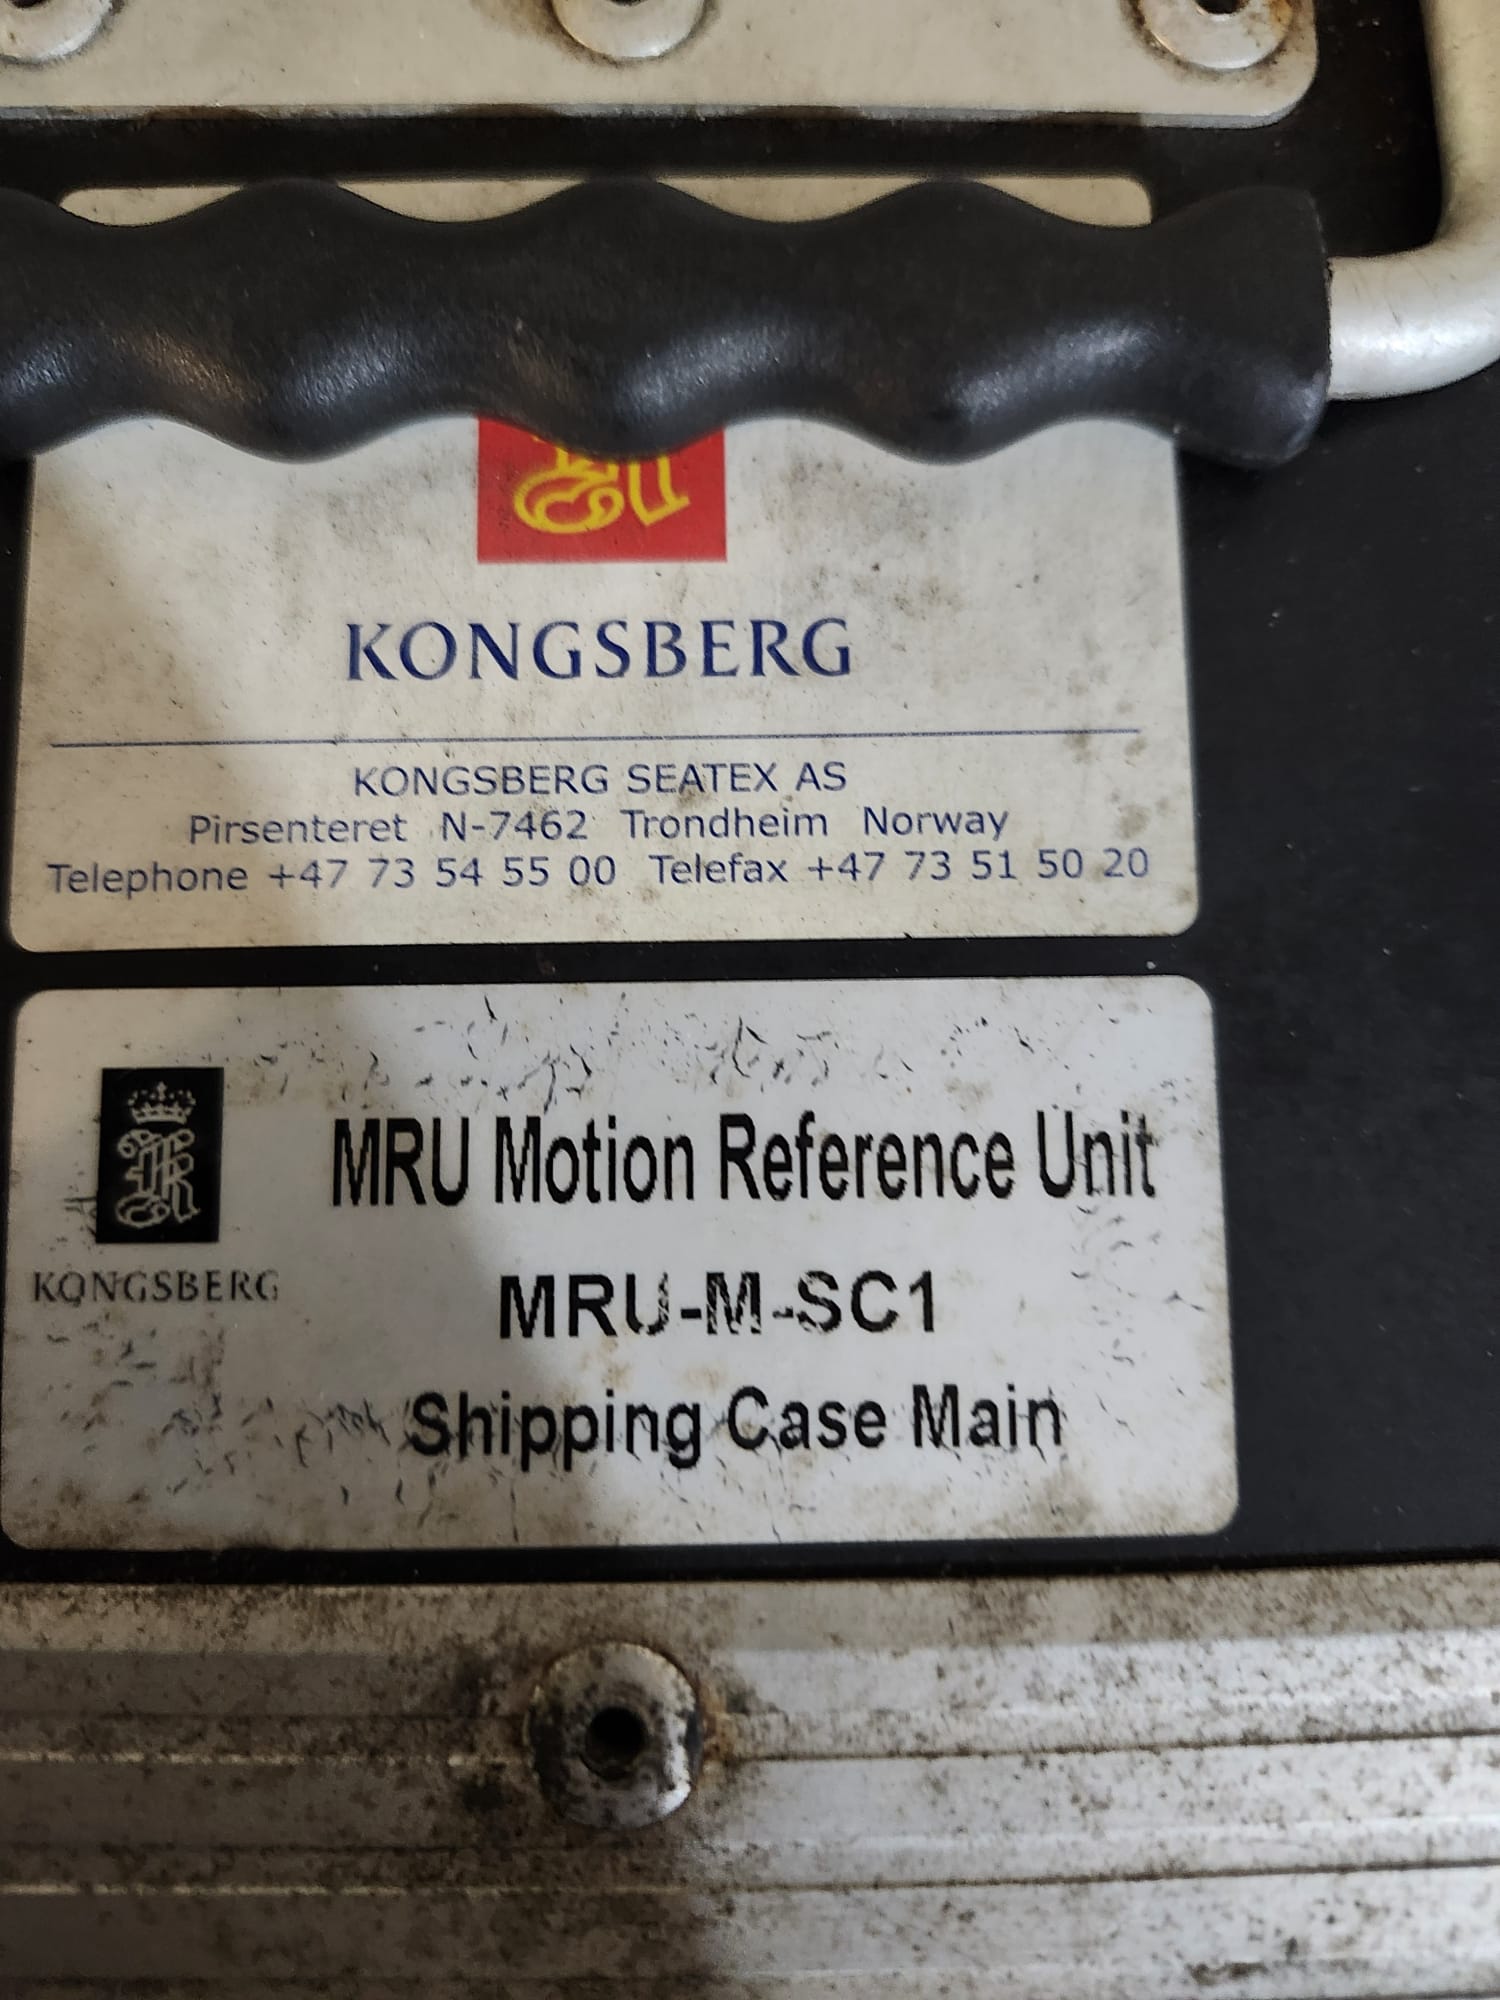 KONGSBERG
KONGSBERG SEATEX AS
Pirsenteret N-7462 Trondheim Norway
Telephone +47 73 54 55 00 Telefax +47 73 51 50 20
MRU Motion Reference Unit
KONGSBERG
MRU-M-SC1
Shipping Case Main